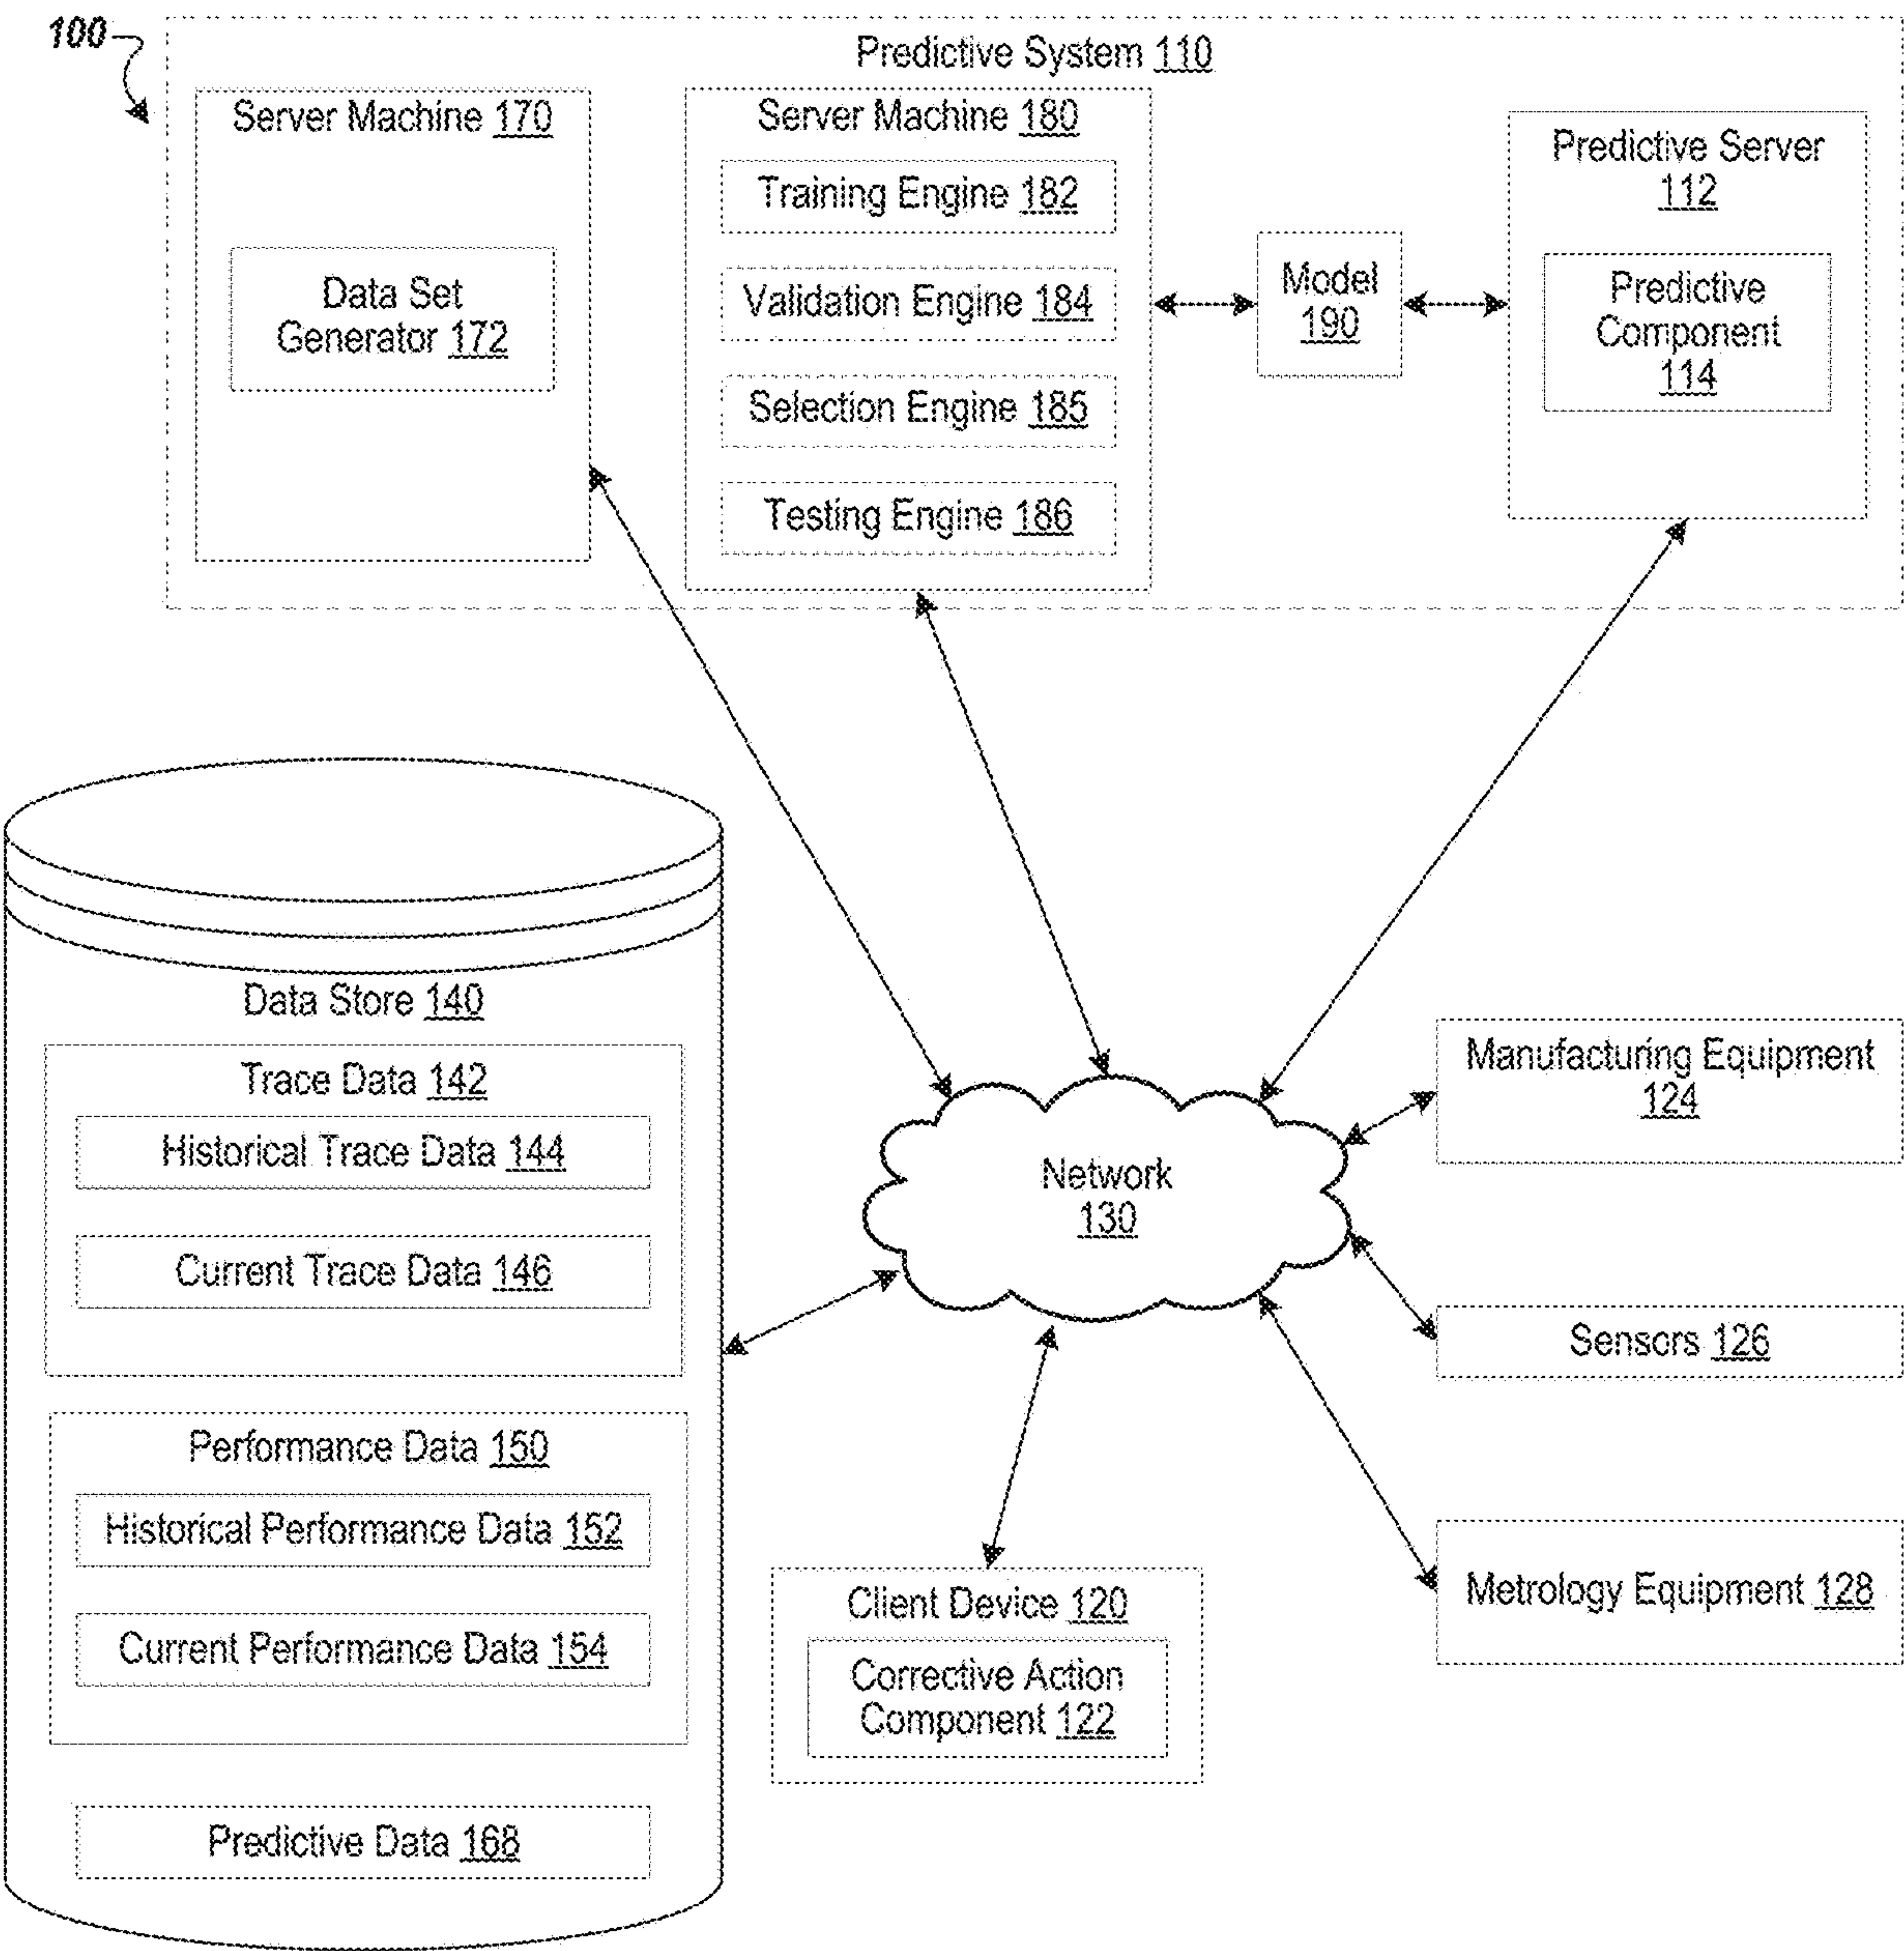 100
Predictive System 110
Server Machine 170
Data Set
Generator 172
Server Machine 180
Training Engine 182
Validation Engine 184
Selection Engine 185
Testing Engine 186
Model
190
Predictive Server
112
Predictive
Component
114
Data Store 140
Trace Data 142
Historical Trace Data 144
Current Trace Data 146
Performance Data 150
Historical Performance Data 152
Current Performance Data 154
Predictive Data 168
Network
130
Manufacturing Equipment
124
Sensors 126
Metrology Equipment 128
Client Device 120
Corrective Action
Component 122